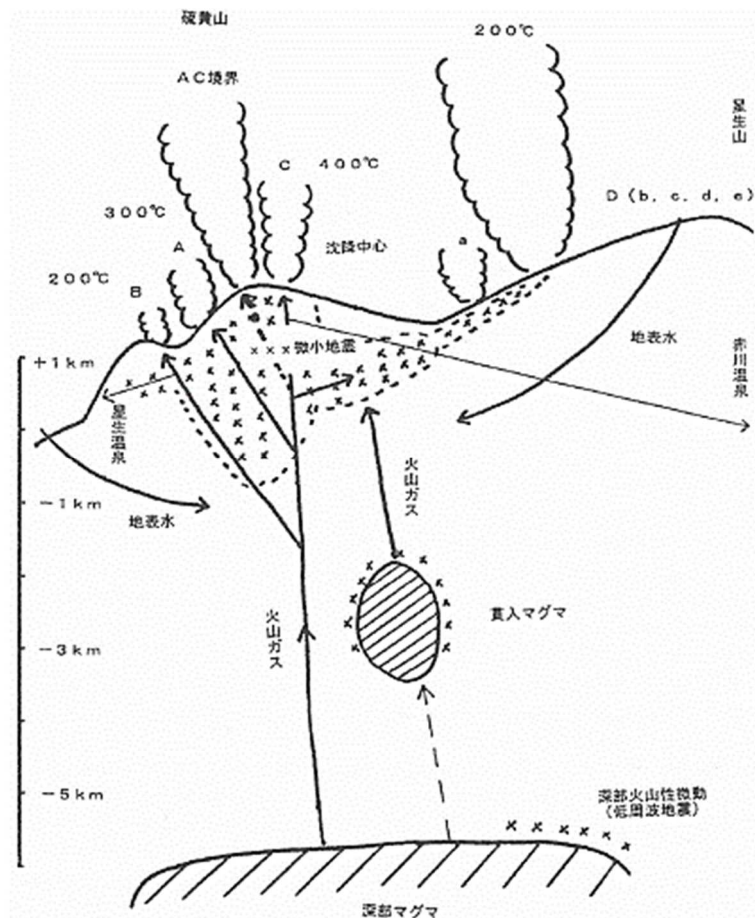 硫黄山
200℃
AC境界
星生山
C
400℃
D (b, c, d, e)
300℃
沈降中心
A
a
200℃
B
地表水
微小地震
+1km
赤川温泉
星生温泉
火山ガス
-1km
地表水
貫入マグマ
火山ガス
-3km
-5km
深部火山性微動
(低周波地震)
深部マグマ